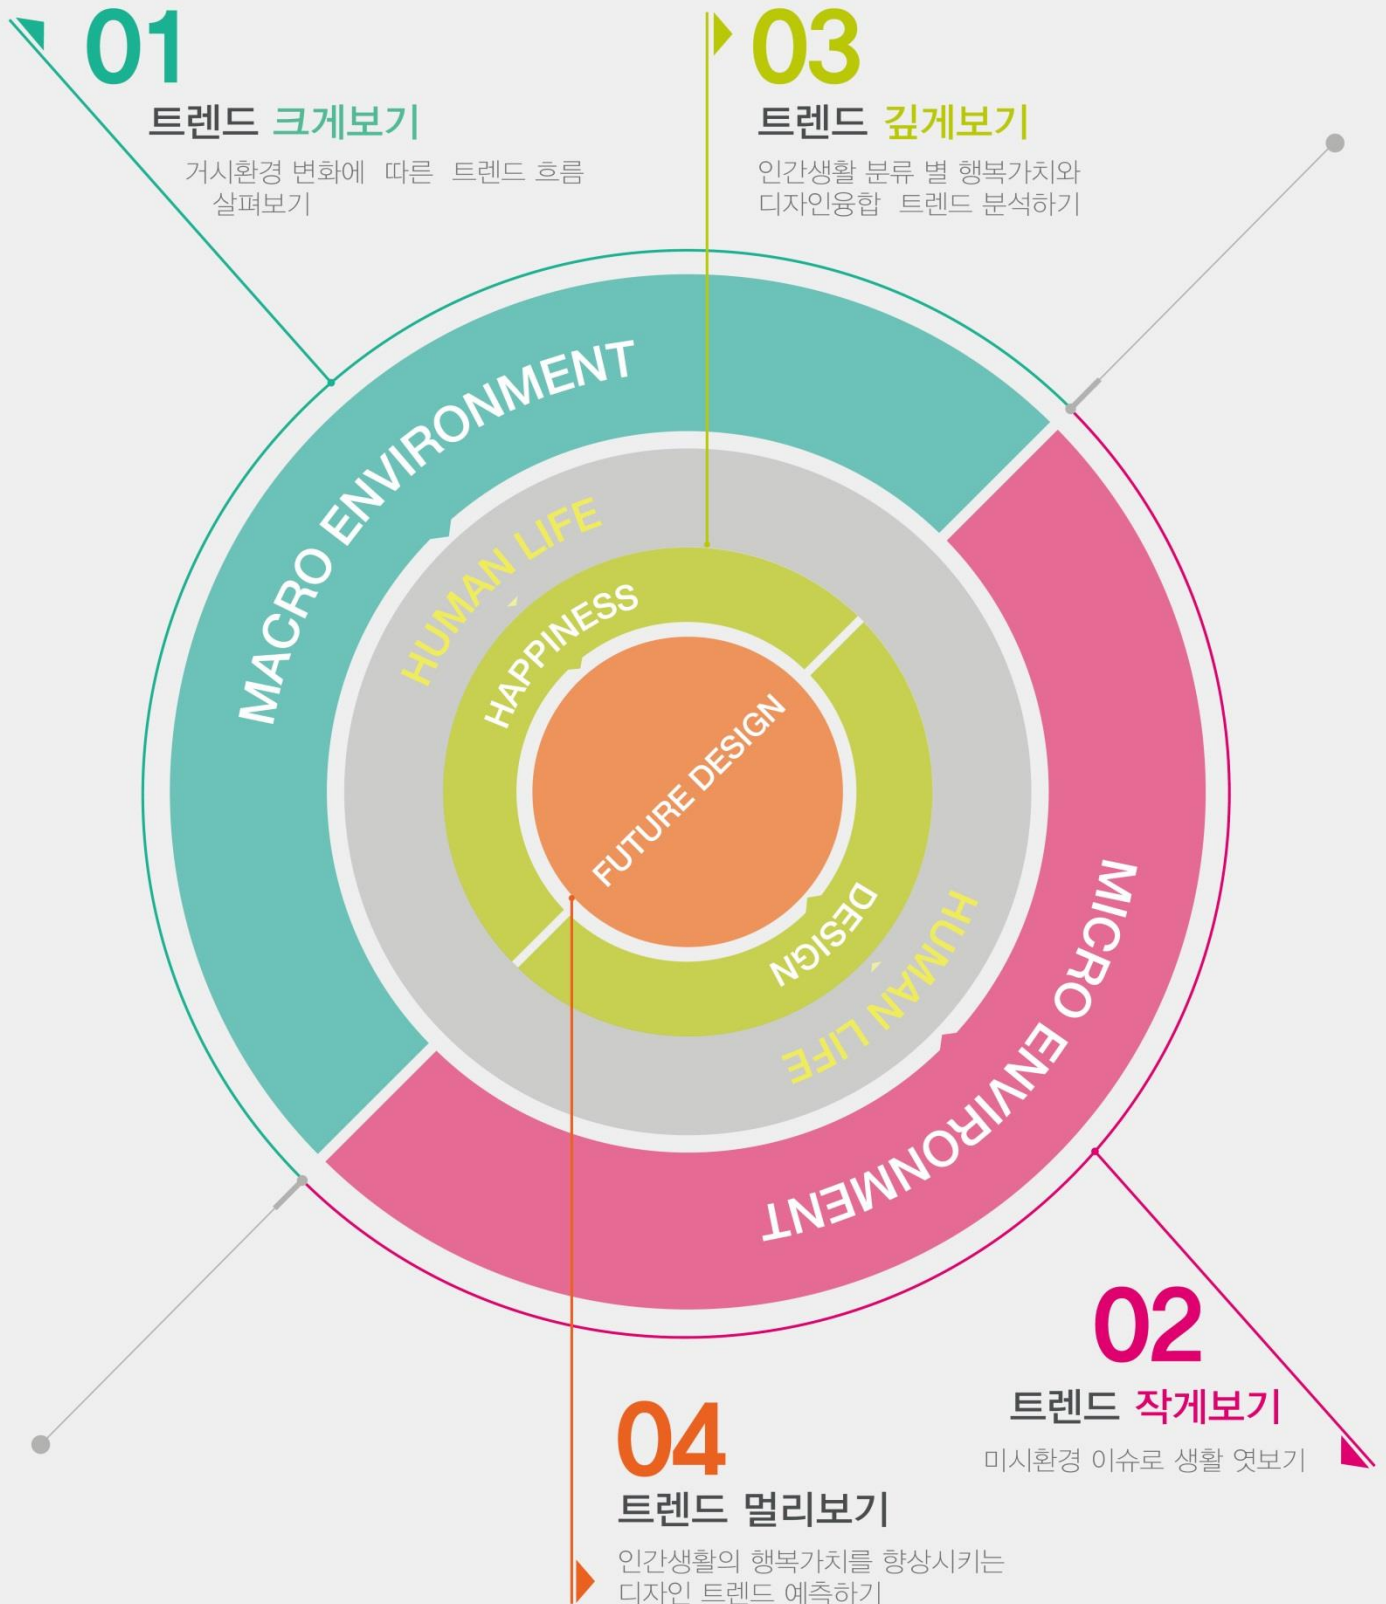 01
트렌드 크게보기
거시환경 변화에 따른 트렌드 흐름
살펴보기
03
트렌드 깊게보기
인간생활 분류 별 행복가치와
디자인융합 트렌드 분석하기
MACRO ENVIRONMENT
HUMAN LIFE
HAPPINESS
FUTURE DESIGN
DESIGN
HUMAN LIFE
MICRO ENVIRONMENT
02
트렌드 작게보기
미시환경 이슈로 생활 엿보기
04
트렌드 멀리보기
인간생활의 행복가치를 향상시키는
디자인 트렌드 예측하기